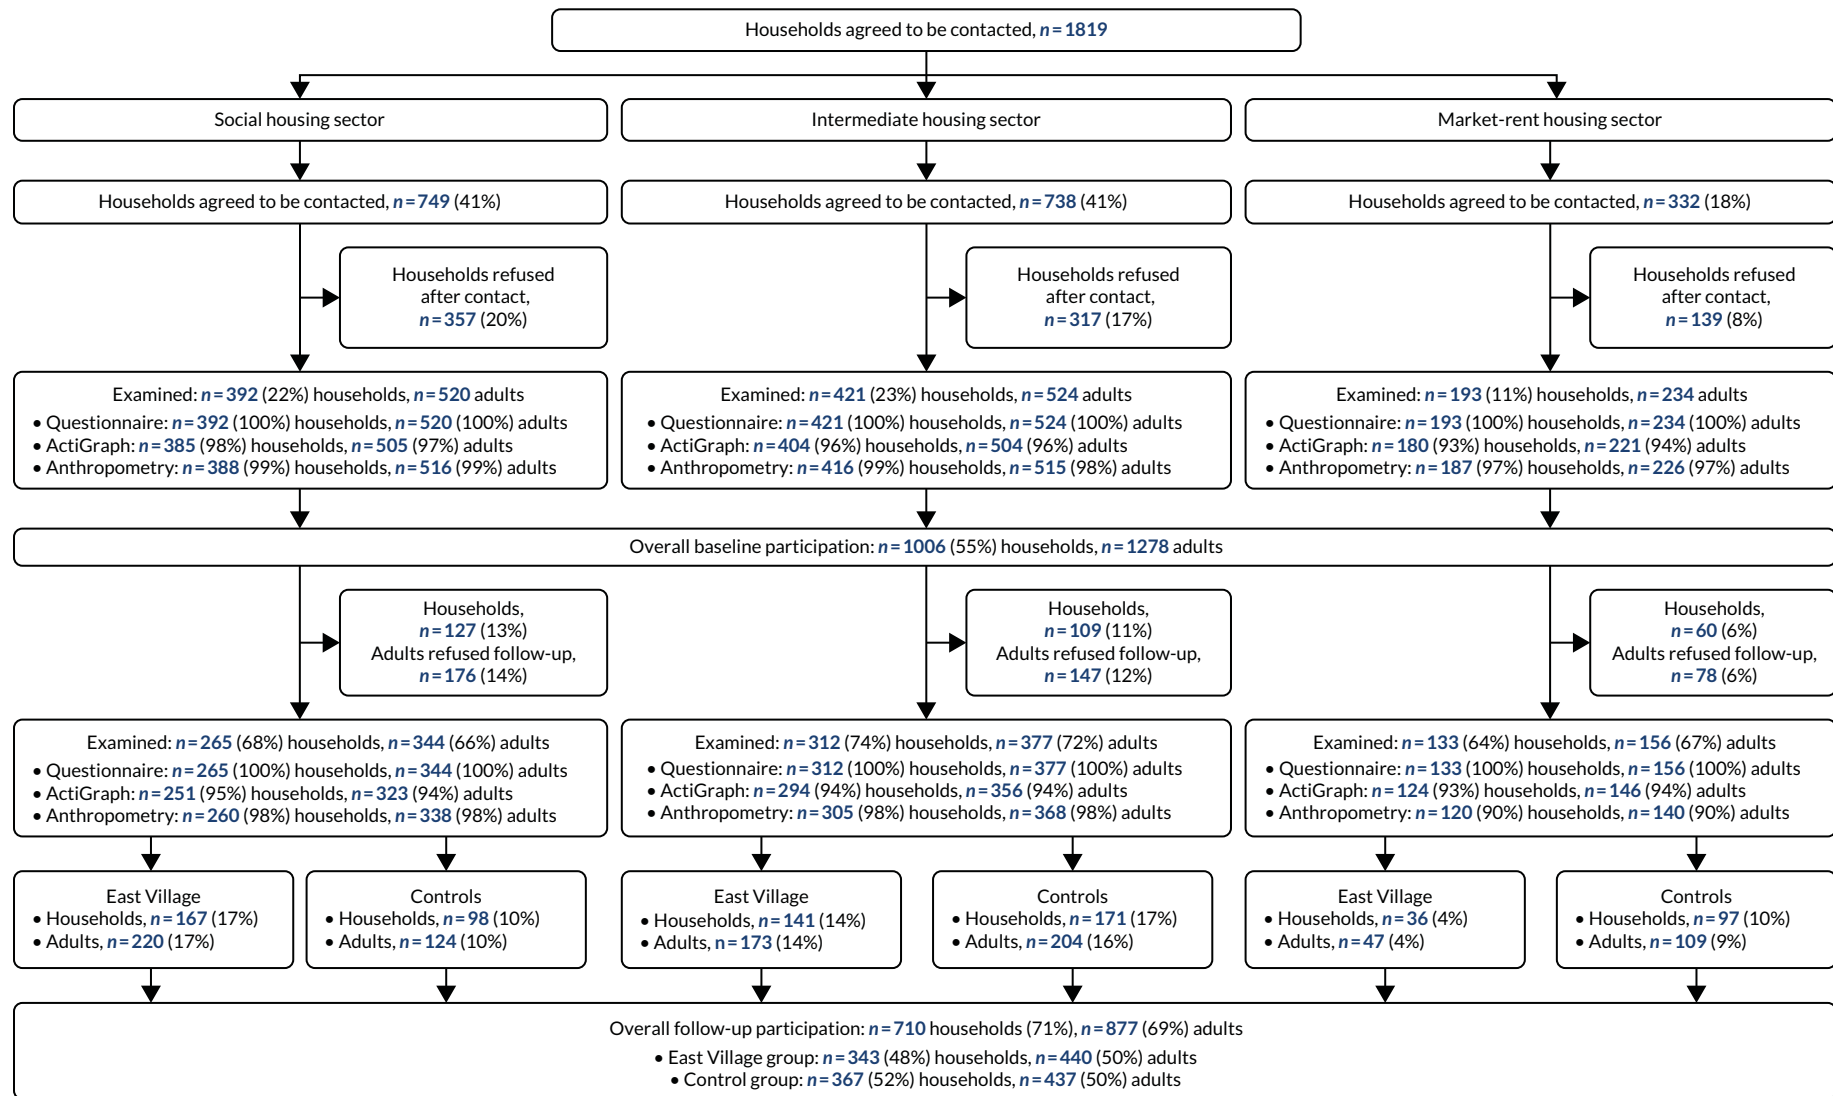 Households agreed to be contacted, n=1819
Social housing sector
Intermediate housing sector
Market-rent housing sector
Households agreed to be contacted, n=749 (41%)
Households agreed to be contacted, n=738 (41%)
Households agreed to be contacted, n=332 (18%)
Households refused
after contact,
n=357 (20%)
Households refused
after contact,
n=317 (17%)
Households refused
after contact,
n=139 (8%)
Examined: n=392 (22%) households, n=520 adults
• Questionnaire: n=392 (100%) households, n=520 (100%) adults
• ActiGraph: n=385 (98%) households, n=505 (97%) adults
• Anthropometry: n=388 (99%) households, n=516 (99%) adults
Examined: n=421 (23%) households, n=524 adults
• Questionnaire: n=421 (100%) households, n=524 (100%) adults
• ActiGraph: n=404 (96%) households, n=504 (96%) adults
• Anthropometry: n=416 (99%) households, n=515 (98%) adults
Examined: n=193 (11%) households, n=234 adults
• Questionnaire: n=193 (100%) households, n=234 (100%) adults
• ActiGraph: n=180 (93%) households, n=221 (94%) adults
• Anthropometry: n=187 (97%) households, n=226 (97%) adults
Overall baseline participation: n=1006 (55%) households, n=1278 adults
Households,
n=127 (13%)
Adults refused follow-up,
n=176 (14%)
Households,
n=109 (11%)
Adults refused follow-up,
n=147 (12%)
Households,
n=60 (6%)
Adults refused follow-up,
n=78 (6%)
Examined: n=265 (68%) households, n=344 (66%) adults
• Questionnaire: n=265 (100%) households, n=344 (100%) adults
• ActiGraph: n=251 (95%) households, n=323 (94%) adults
• Anthropometry: n=260 (98%) households, n=338 (98%) adults
Examined: n=312 (74%) households, n=377 (72%) adults
• Questionnaire: n=312 (100%) households, n=377 (100%) adults
• ActiGraph: n=294 (94%) households, n=356 (94%) adults
• Anthropometry: n=305 (98%) households, n=368 (98%) adults
Examined: n=133 (64%) households, n=156 (67%) adults
• Questionnaire: n=133 (100%) households, n=156 (100%) adults
• ActiGraph: n=124 (93%) households, n=146 (94%) adults
• Anthropometry: n=120 (90%) households, n=140 (90%) adults
East Village
• Households, n=167 (17%)
• Adults, n=220 (17%)
Controls
• Households, n=98 (10%)
• Adults, n=124 (10%)
East Village
• Households, n=141 (14%)
• Adults, n=173 (14%)
Controls
• Households, n=171 (17%)
• Adults, n=204 (16%)
East Village
• Households, n=36 (4%)
• Adults, n=47 (4%)
Controls
• Households, n=97 (10%)
• Adults, n=109 (9%)
Overall follow-up participation: n=710 households (71%), n=877 (69%) adults
• East Village group: n=343 (48%) households, n=440 (50%) adults
• Control group: n=367 (52%) households, n=437 (50%) adults